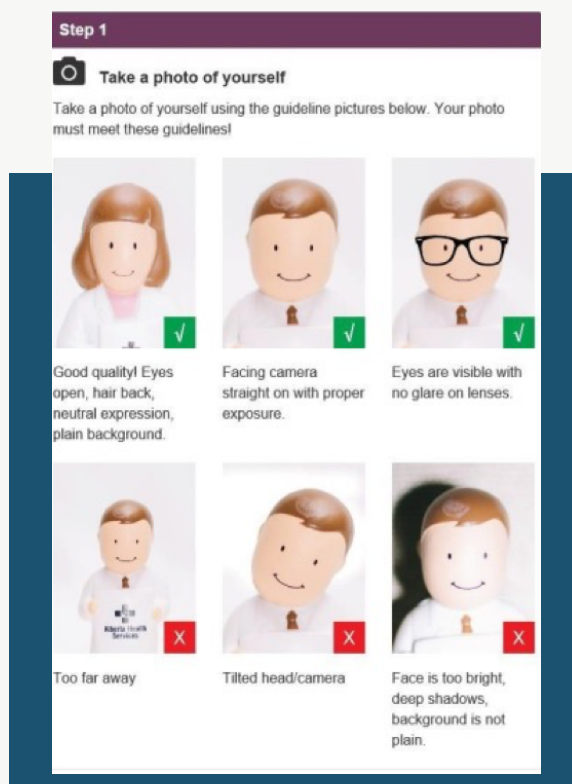 Step 1
Take a photo of yourself
Take a photo of yourself using the guideline pictures below. Your photo
must meet these guidelines!
√
√
√
Good quality! Eyes
open, hair back,
neutral expression,
plain background.
Facing camera
straight on with proper
exposure.
Eyes are visible with
no glare on lenses.
Alberta Health
Services
X
X
X
Too far away
Tilted head/camera
Face is too bright,
deep shadows,
background is not
plain.